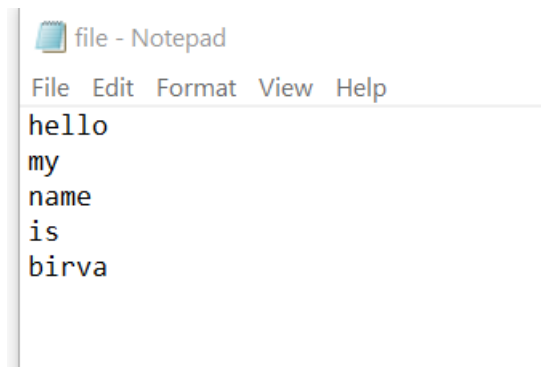 file - Notepad
File Edit Format View Help
hello
my
name
is
birva